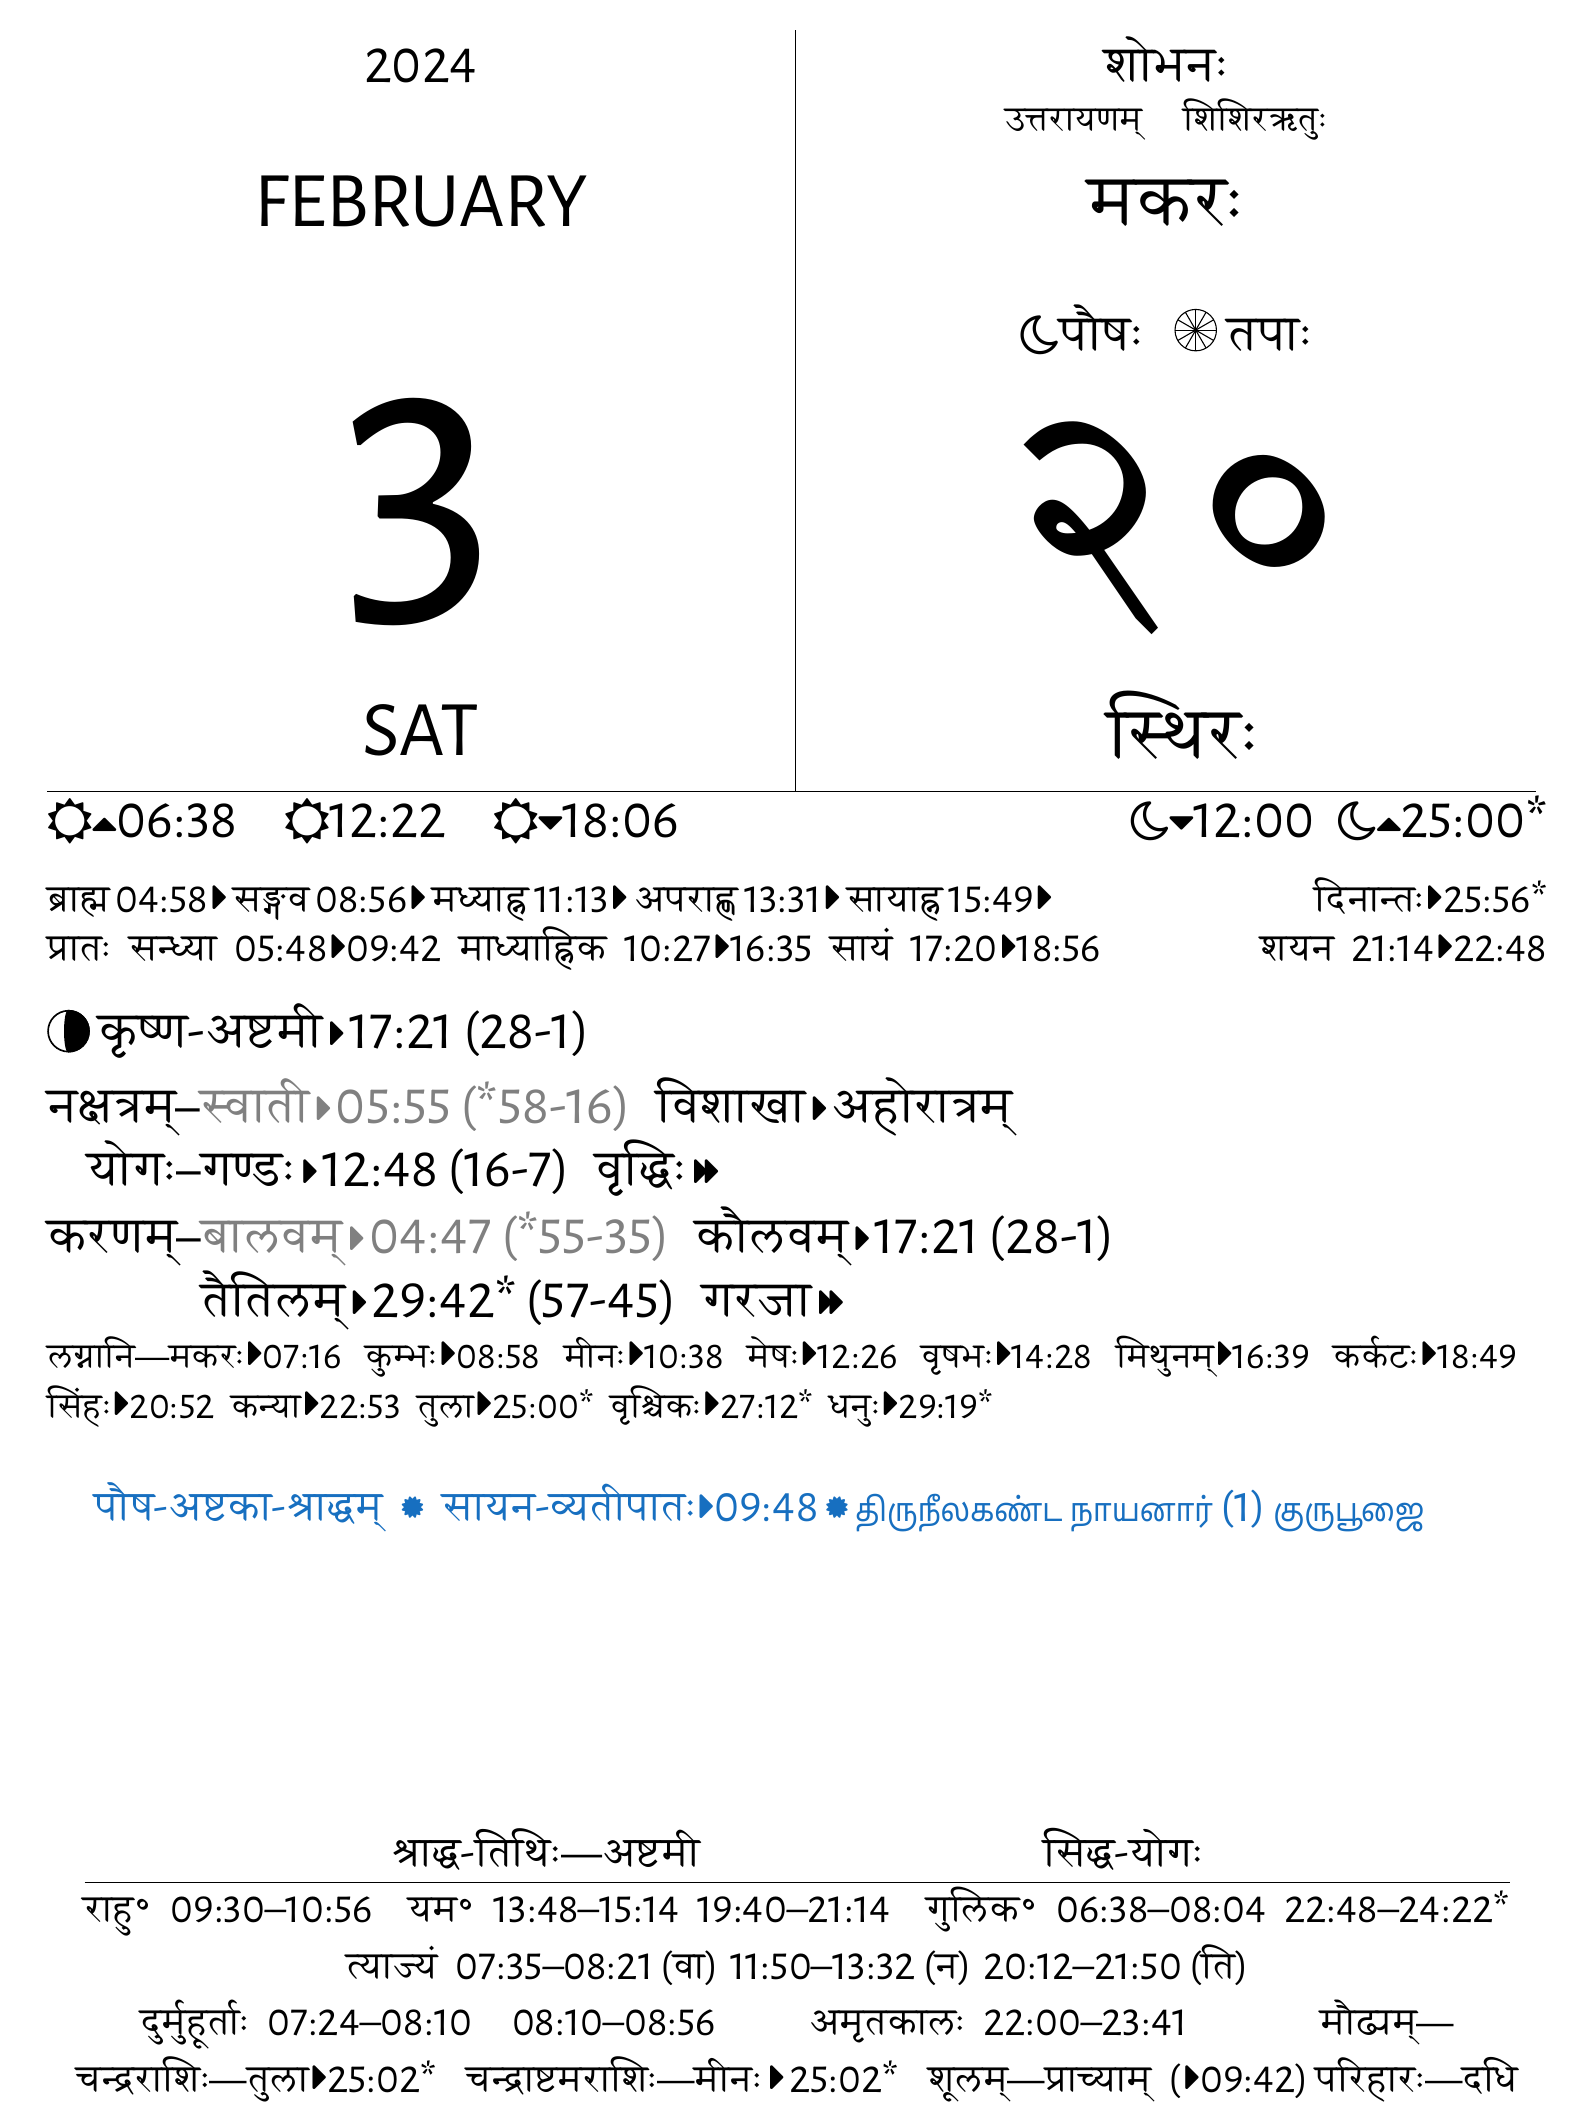 2024
FEBRUARY
3
SAT
शोभनः
उत्तरायणम् शिशिरऋतुः
मकरः
पौषः तपाः
२०
स्थिरः
06:38 12:22 18:06 12:00 25:00*
ब्राह्म 04:58 सङ्गव 08:56 मध्याह्न 11:13 अपराह्ण 13:31 सायाह्न 15:49 दिनान्तः 25:56*
प्रातः सन्ध्या 05:48 09:42 माध्याह्निक 10:27 16:35 सायं 17:20 18:56 शयन 21:14 22:48
कृष्ण-अष्टमी 17:21 (28-1)
नक्षत्रम्–स्वाती 05:55 (*58-16) विशाखा अहोरात्रम्
योगः–गण्डः 12:48 (16-7) वृद्धिः
करणम्–बालवम् 04:47 (*55-35) कौलवम् 17:21 (28-1)
तैतिलम् 29:42* (57-45) गरजा
लग्नानि—मकरः 07:16 कुम्भः 08:58 मीनः 10:38 मेषः 12:26 वृषभः 14:28 मिथुनम् 16:39 कर्कटः 18:49
सिंहः 20:52 कन्या 22:53 तुला 25:00* वृश्चिकः 27:12* धनुः 29:19*
पौष-अष्टका-श्राद्धम् सायन-व्यतीपातः 09:48 திருநீலகண்ட நாயனார் (1) குருபூஜை
श्राद्ध-तिथिः—अष्टमी सिद्ध-योगः
राहु° 09:30–10:56 यम° 13:48–15:14 19:40–21:14 गुलिक° 06:38–08:04 22:48–24:22*
त्याज्यं 07:35–08:21 (वा) 11:50–13:32 (न) 20:12–21:50 (ति)
दुर्मुहूर्ताः 07:24–08:10 08:10–08:56 अमृतकालः 22:00–23:41 मौढ्यम्—
चन्द्रराशिः—तुला 25:02* चन्द्राष्टमराशिः—मीनः 25:02* शूलम्—प्राच्याम् (09:42) परिहारः—दधि